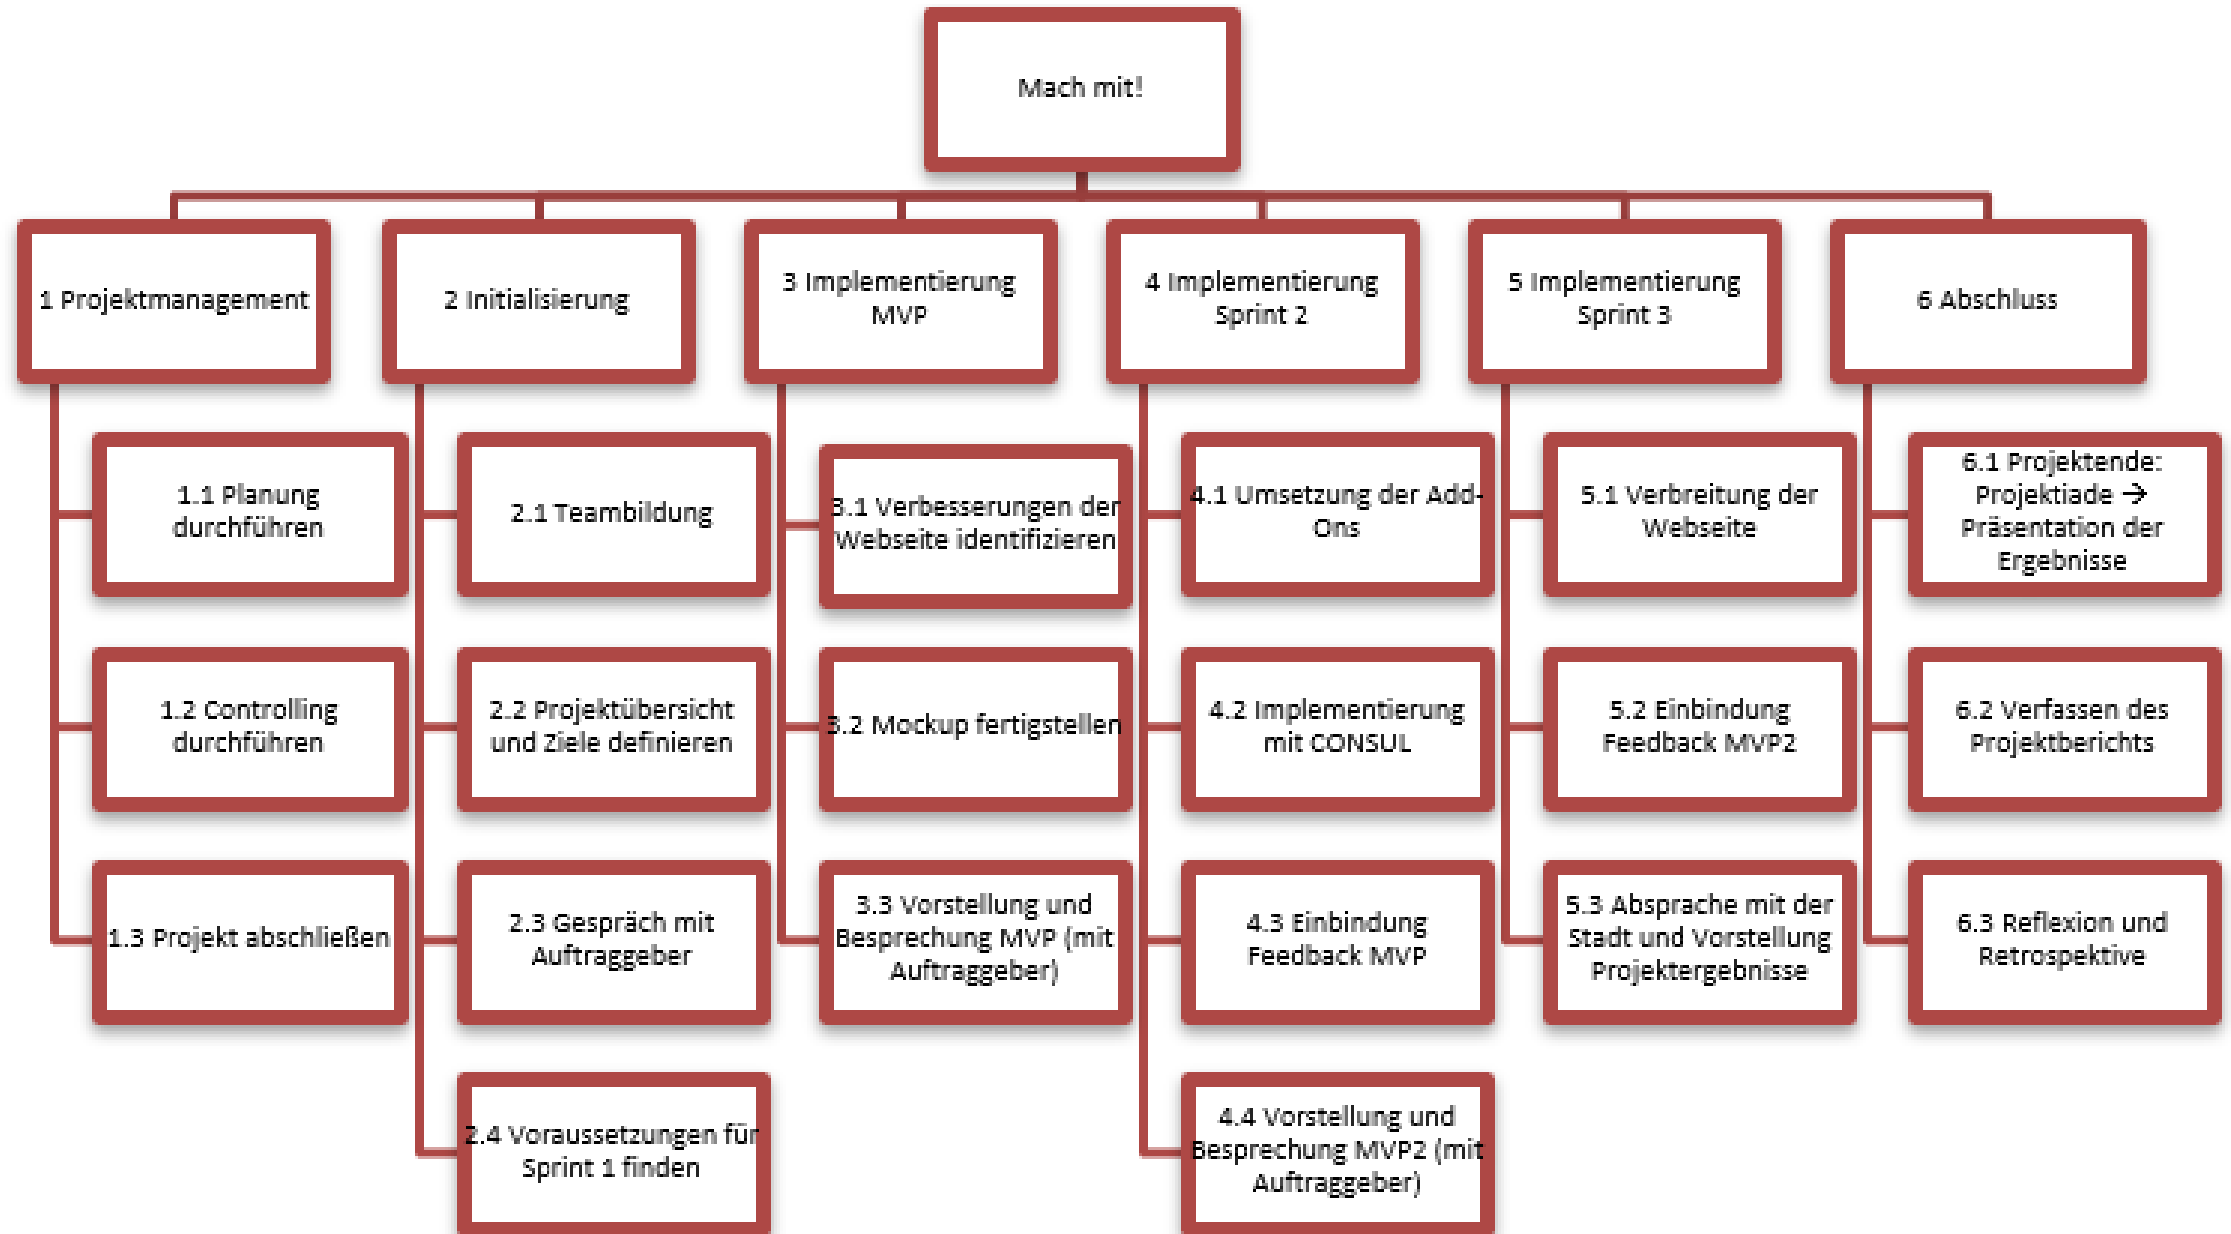 Mach mit!
1 Projektmanagement
2 Initialisierung
3 Implementierung
MVP
4 Implementierung
Sprint 2
5 Implementierung
Sprint 3
6 Abschluss
1.1 Planung
durchführen
1.2 Controlling
durchführen
1.3 Projekt abschließen
2.1 Teambildung
2.2 Projektübersicht
und Ziele definieren
2.3 Gespräch mit
Auftraggeber
2.4 Voraussetzungen für
Sprint 1 finden
3.1 Verbesserungen der
Webseite identifizieren
3.2 Mockup fertigstellen
3.3 Vorstellung und
Besprechung MVP (mit
Auftraggeber)
4.1 Umsetzung der Add-
Ons
4.2 Implementierung
mit CONSUL
4.3 Einbindung
Feedback MVP
4.4 Vorstellung und
Besprechung MVP2 (mit
Auftraggeber)
5.1 Verbreitung der
Webseite
5.2 Einbindung
Feedback MVP2
5.3 Absprache mit der
Stadt und Vorstellung
Projektergebnisse
6.1 Projektende:
Projektiade →
Präsentation der
Ergebnisse
6.2 Verfassen des
Projektberichts
6.3 Reflexion und
Retrospektive